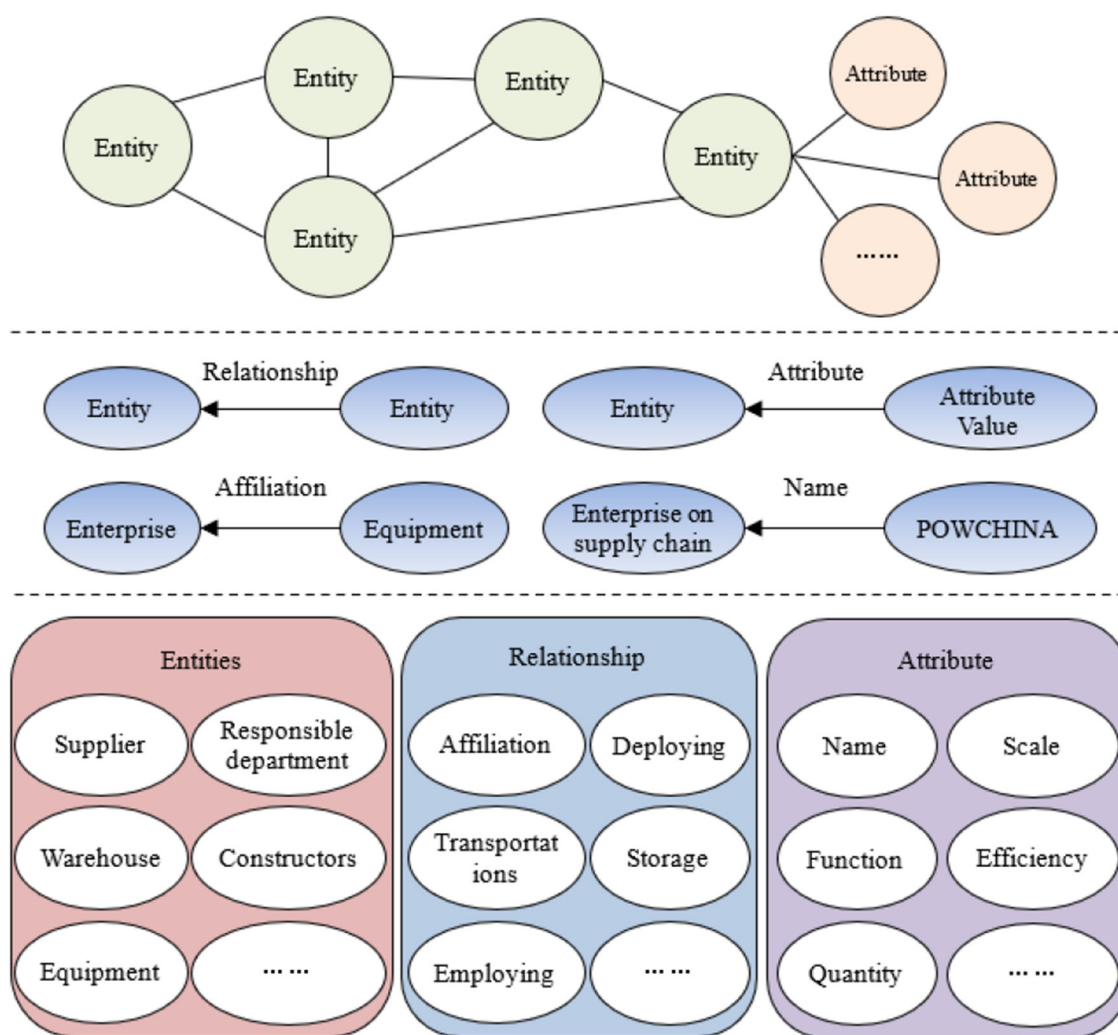 Entity
Entity
Attribute
Entity
Entity
Attribute
Entity
……
Relationship
Entity
Entity
Attribute
Entity
Attribute
Value
Affiliation
Enterprise
Equipment
Name
Enterprise on
supply chain
POWCHINA
Entities
Supplier
Responsible
department
Warehouse
Constructors
Equipment
……
Relationship
Affiliation
Deploying
Transportat
ions
Storage
Employing
……
Attribute
Name
Scale
Function
Efficiency
Quantity
……